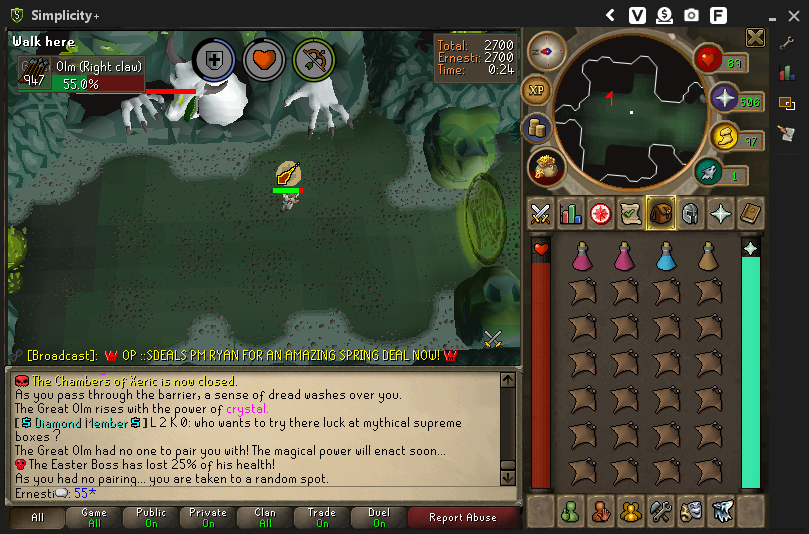 Simplicity+
Walk here
Total: 2700
Ernesti: 2700
Time: 0:24
Olm (Right claw)
947
55.0%
89
XP
506
97
1
[Broadcast]: OP ::SDEALS PM RYAN FOR AN AMAZING SPRING DEAL NOW!
The Chambers of Xeric is now closed.
As you pass through the barrier, a sense of dread washes over you.
The Great Olm rises with the power of crystal.
[$ Diamond Member $] L 2 K 0: who wants to try there luck at mythical supreme
boxes ?
The Great Olm had no one to pair you with! The magical power will enact soon...
The Easter Boss has lost 25% of his health!
As you had no pairing... you are taken to a random spot.
Ernesti: 55*
All
Game
All
Public
On
Private
On
Clan
All
Trade
On
Duel
On
Report Abuse